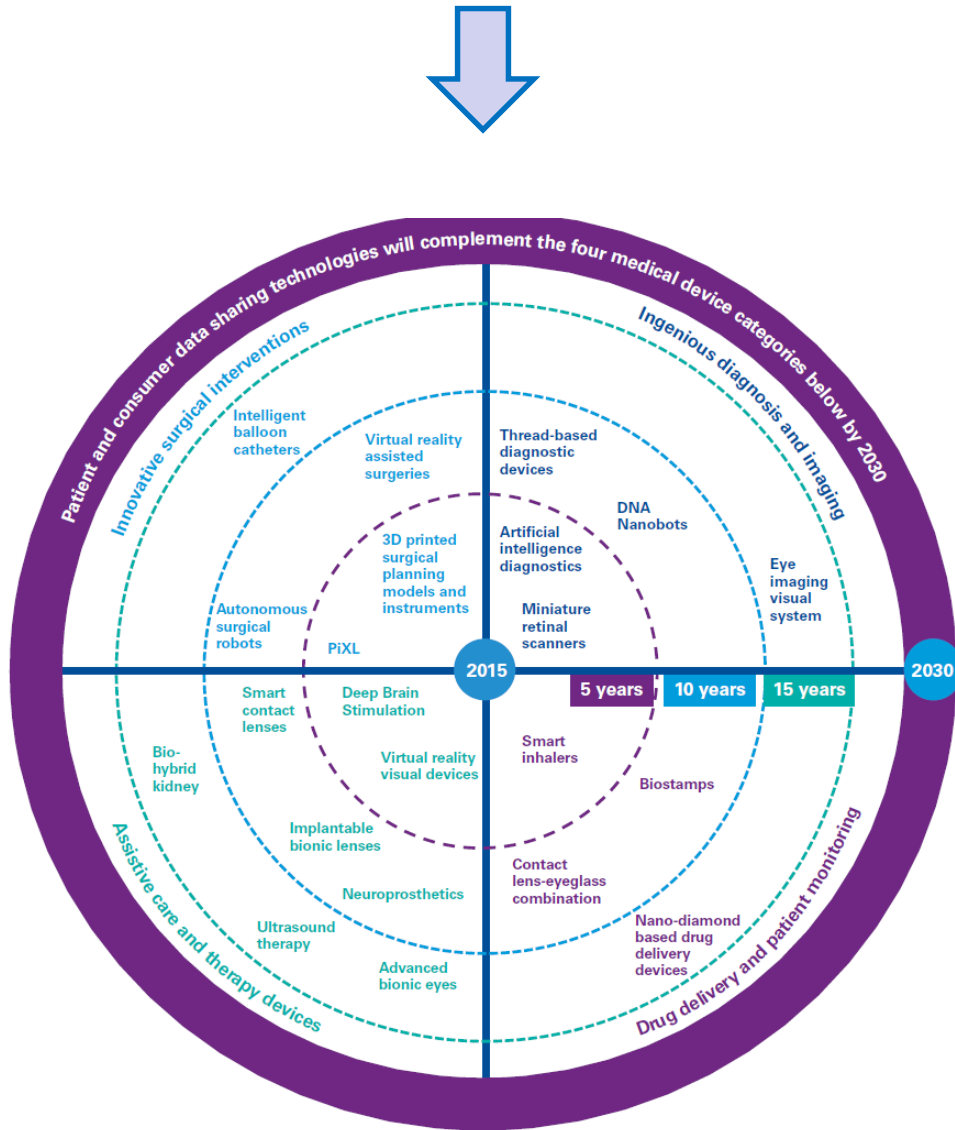 Patient and consumer data sharing technologies will complement the four medical device categories below by 2030
Innovative surgical interventions
Intelligent
balloon
catheters
Virtual reality
assisted
surgeries
3D printed
surgical
planning
models and
instruments
Autonomous
surgical
robots
PiXL
Ingenious diagnosis and imaging
Thread-based
diagnostic
devices
DNA
Nanobots
Artificial
intelligence
diagnostics
Eye
imaging
visual
system
Miniature
retinal
scanners
2015
2030
5 years
10 years
15 years
Smart
contact
lenses
Deep Brain
Stimulation
Bio-
hybrid
kidney
Virtual reality
visual devices
Implantable
bionic lenses
Neuroprosthetics
Ultrasound
therapy
Advanced
bionic eyes
Assistive care and therapy devices
Smart
inhalers
Biostamps
Contact
lens-eyeglass
combination
Nano-diamond
based drug
delivery
devices
Drug delivery and patient monitoring